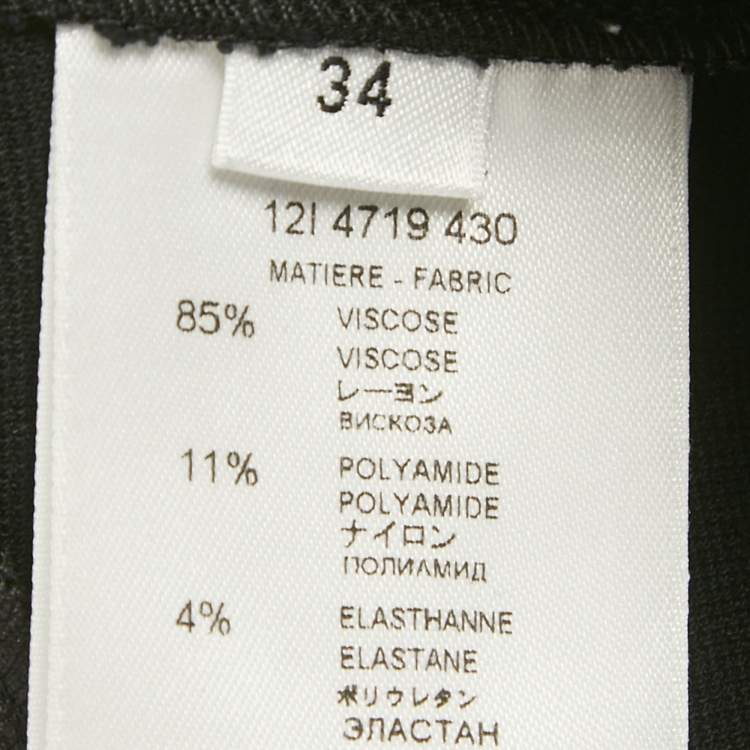 34
12I 4719 430
MATIERE - FABRIC
85% VISCOSE
VISCOSE
レーヨン
ВИСКОЗА
11% POLYAMIDE
POLYAMIDE
ナイロン
ПОЛИАМИД
4% ELASTHANNE
ELASTANE
ポリウレタン
ЭЛАСТАН